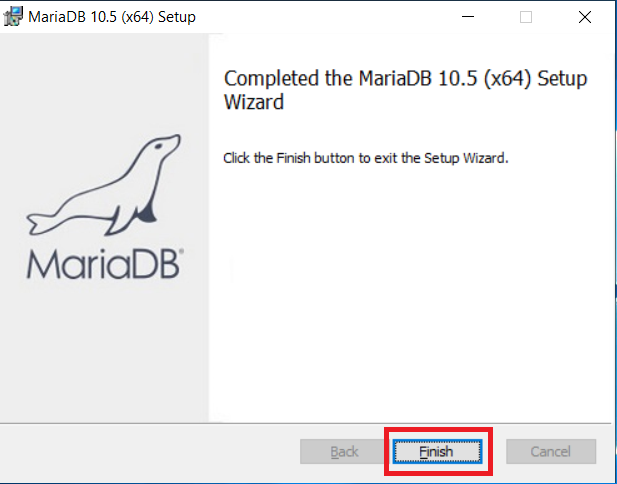 MariaDB 10.5 (x64) Setup
Completed the MariaDB 10.5 (x64) Setup
Wizard
Click the Finish button to exit the Setup Wizard.
MariaDB®
Back
Finish
Cancel